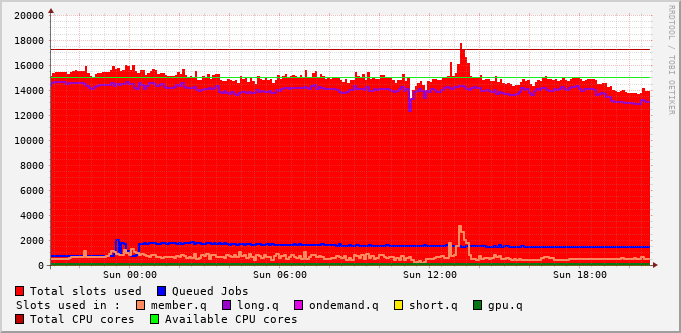 20000
18000
16000
14000
12000
10000
8000
6000
4000
2000
0
Sun 00:00 Sun 06:00 Sun 12:00 Sun 18:00
RRDTOOL / TOBI OETIKER
Total slots used Queued Jobs
Slots used in : member.q long.q ondemand.q short.q gpu.q
Total CPU cores Available CPU cores